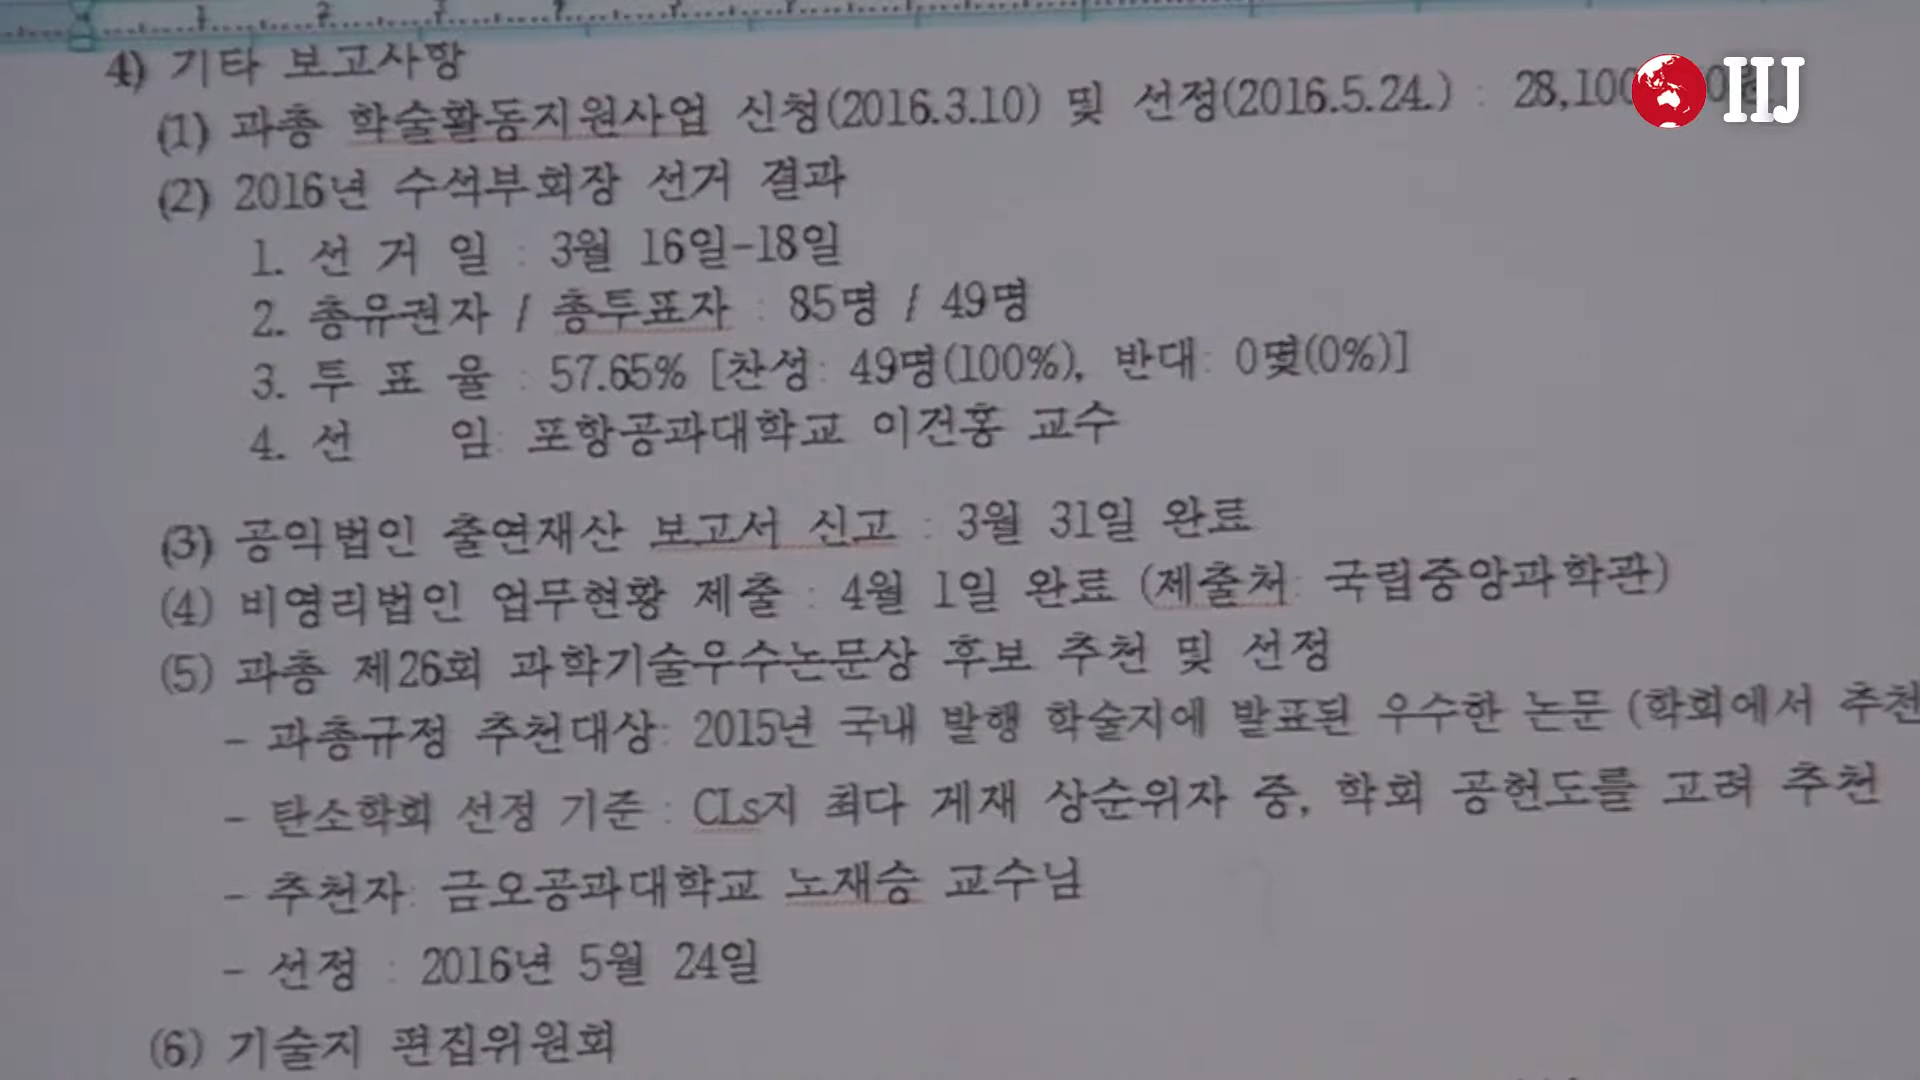 4) 기타 보고사항
(1) 과총 학술활동지원사업 신청(2016.3.10) 및 선정(2016.5.24.) : 28,100
IIJ
(2) 2016년 수석부회장 선거 결과
1. 선 거 일 : 3월 16일-18일
2. 총유권자 / 총투표자 : 85명 / 49명
3. 투 표 율 : 57.65% [찬성: 49명(100%), 반대: 0몇(0%)]
4. 선 임: 포항공과대학교 이건홍 교수
(3) 공익법인 출연재산 보고서 신고 : 3월 31일 완료
(4) 비영리법인 업무현황 제출 : 4월 1일 완료 (제출처: 국립중앙과학관)
(5) 과총 제26회 과학기술우수논문상 후보 추천 및 선정
- 과총규정 추천대상: 2015년 국내 발행 학술지에 발표된 우수한 논문 (학회에서 추천
- 탄소학회 선정 기준 : CLs지 최다 게재 상순위자 중, 학회 공헌도를 고려 추천
- 추천자: 금오공과대학교 노재승 교수님
- 선정 : 2016년 5월 24일
(6) 기술지 편집위원회